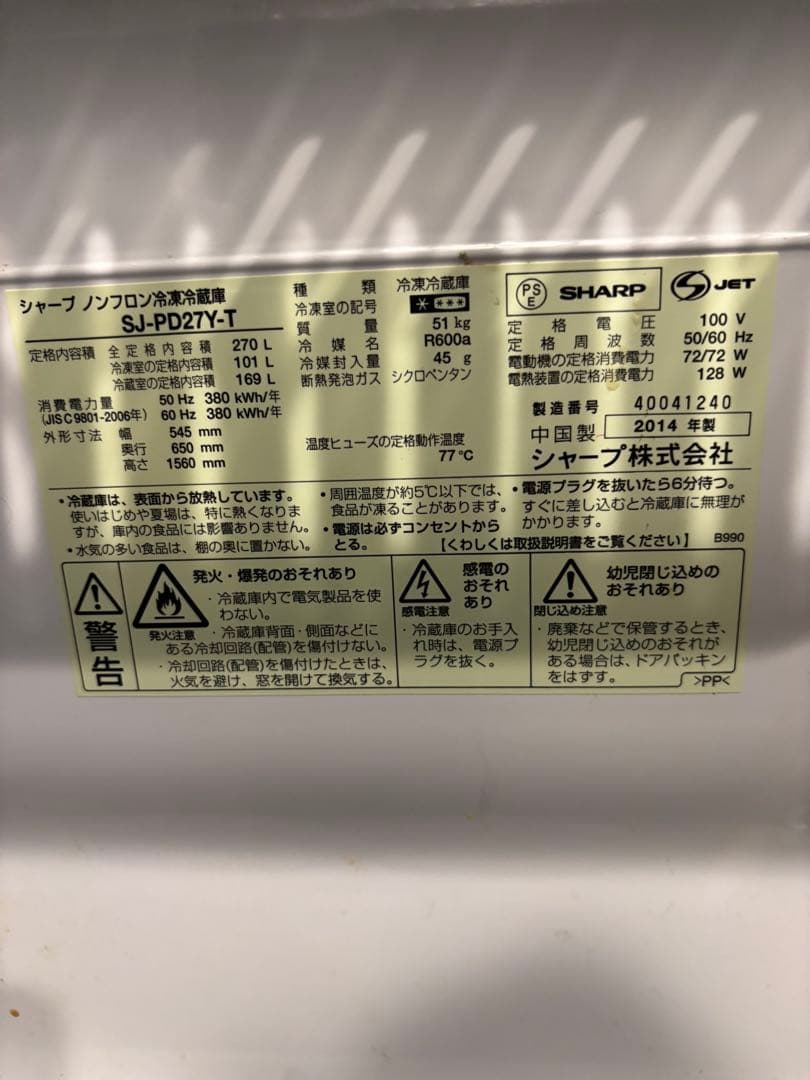 シャープ ノンフロン冷凍冷蔵庫
SJ-PD27Y-T
定格内容積 全定格内容積 270 L
冷凍室の定格内容積 101 L
冷蔵室の定格内容積 169 L
消費電力量 50 Hz 380 kWh/年
(JIS C 9801-2006年) 60 Hz 380 kWh/年
外形寸法 幅 545 mm
奥行 650 mm
高さ 1560 mm
種類 冷凍冷蔵庫
冷凍室の記号 * ***
質量 51 kg
冷媒名 R600a
冷媒封入量 45 g
断熱発泡ガス シクロペンタン
温度ヒューズの定格動作温度
77℃
PS
E
SHARP
S JET
定格電圧 100 V
定格周波数 50/60 Hz
電動機の定格消費電力 72/72 W
電熱装置の定格消費電力 128 W
製造番号 40041240
中国製 2014 年製
シャープ株式会社
・冷蔵庫は、表面から放熱しています。
使いはじめや夏場は、特に熱くなりま
すが、庫内の食品には影響ありません。
・水気の多い食品は、棚の奥に置かない。
・周囲温度が約5℃以下では、
食品が凍ることがあります。
・電源は必ずコンセントから
とる。
・電源プラグを抜いたら6分待つ。
すぐに差し込むと冷蔵庫に無理が
かかります。
【くわしくは取扱説明書をご覧ください】 B990
警告
発火・爆発のおそれあり
発火注意
・冷蔵庫内で電気製品を使
わない。
・冷蔵庫背面・側面などに
ある冷却回路(配管)を傷付けない。
・冷却回路(配管)を傷付けたときは、
火気を避け、窓を開けて換気する。
感電の
おそれ
あり
感電注意
・冷蔵庫のお手入
れ時は、電源プ
ラグを抜く。
幼児閉じ込めの
おそれあり
閉じ込め注意
・廃棄などで保管するとき、
幼児閉じ込めのおそれが
ある場合は、ドアパッキン
をはずす。
>PP<